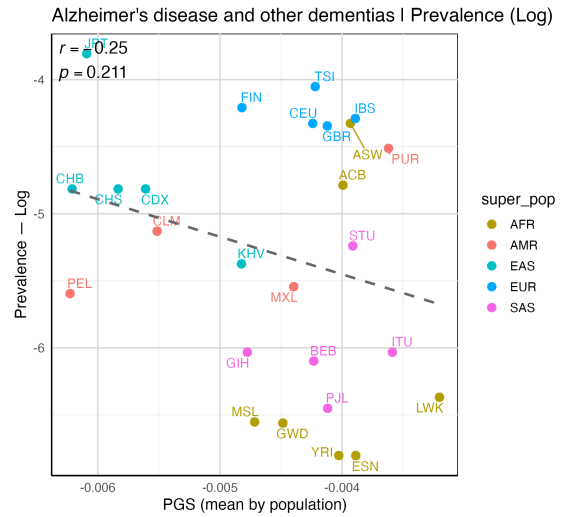 Alzheimer's disease and other dementias | Prevalence (Log)
JPT
r = −0.25
p = 0.211
TSI
FIN
IBS
CEU
GBR
ASW
PUR
ACB
CHB
CHS
CDX
CLM
STU
KHV
PEL
MXL
ITU
BEB
GIH
PJL
LWK
MSL
GWD
YRI
ESN
-4
-5
-6
Prevalence — Log
-0.006
-0.005
-0.004
PGS (mean by population)
super_pop
AFR
AMR
EAS
EUR
SAS